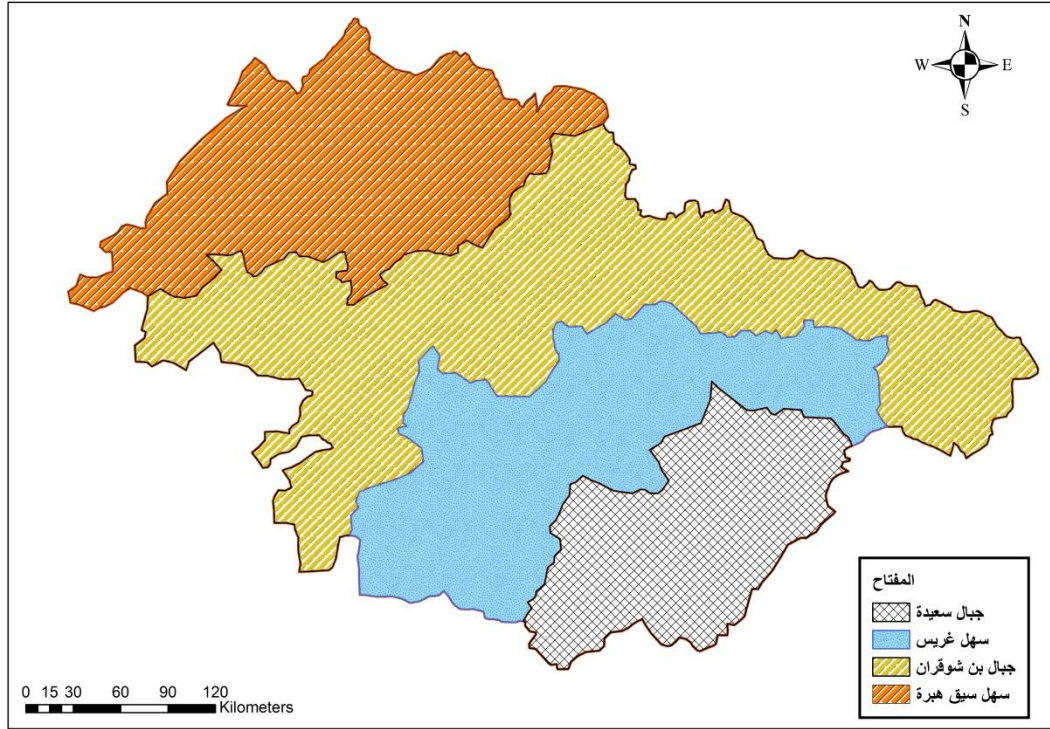 N
W E
S
المفتاح
جبال سعيدة
سهل غريس
جبال بن شوقران
سهل سيق هبرة
0 15 30 60 90 120
Kilometers